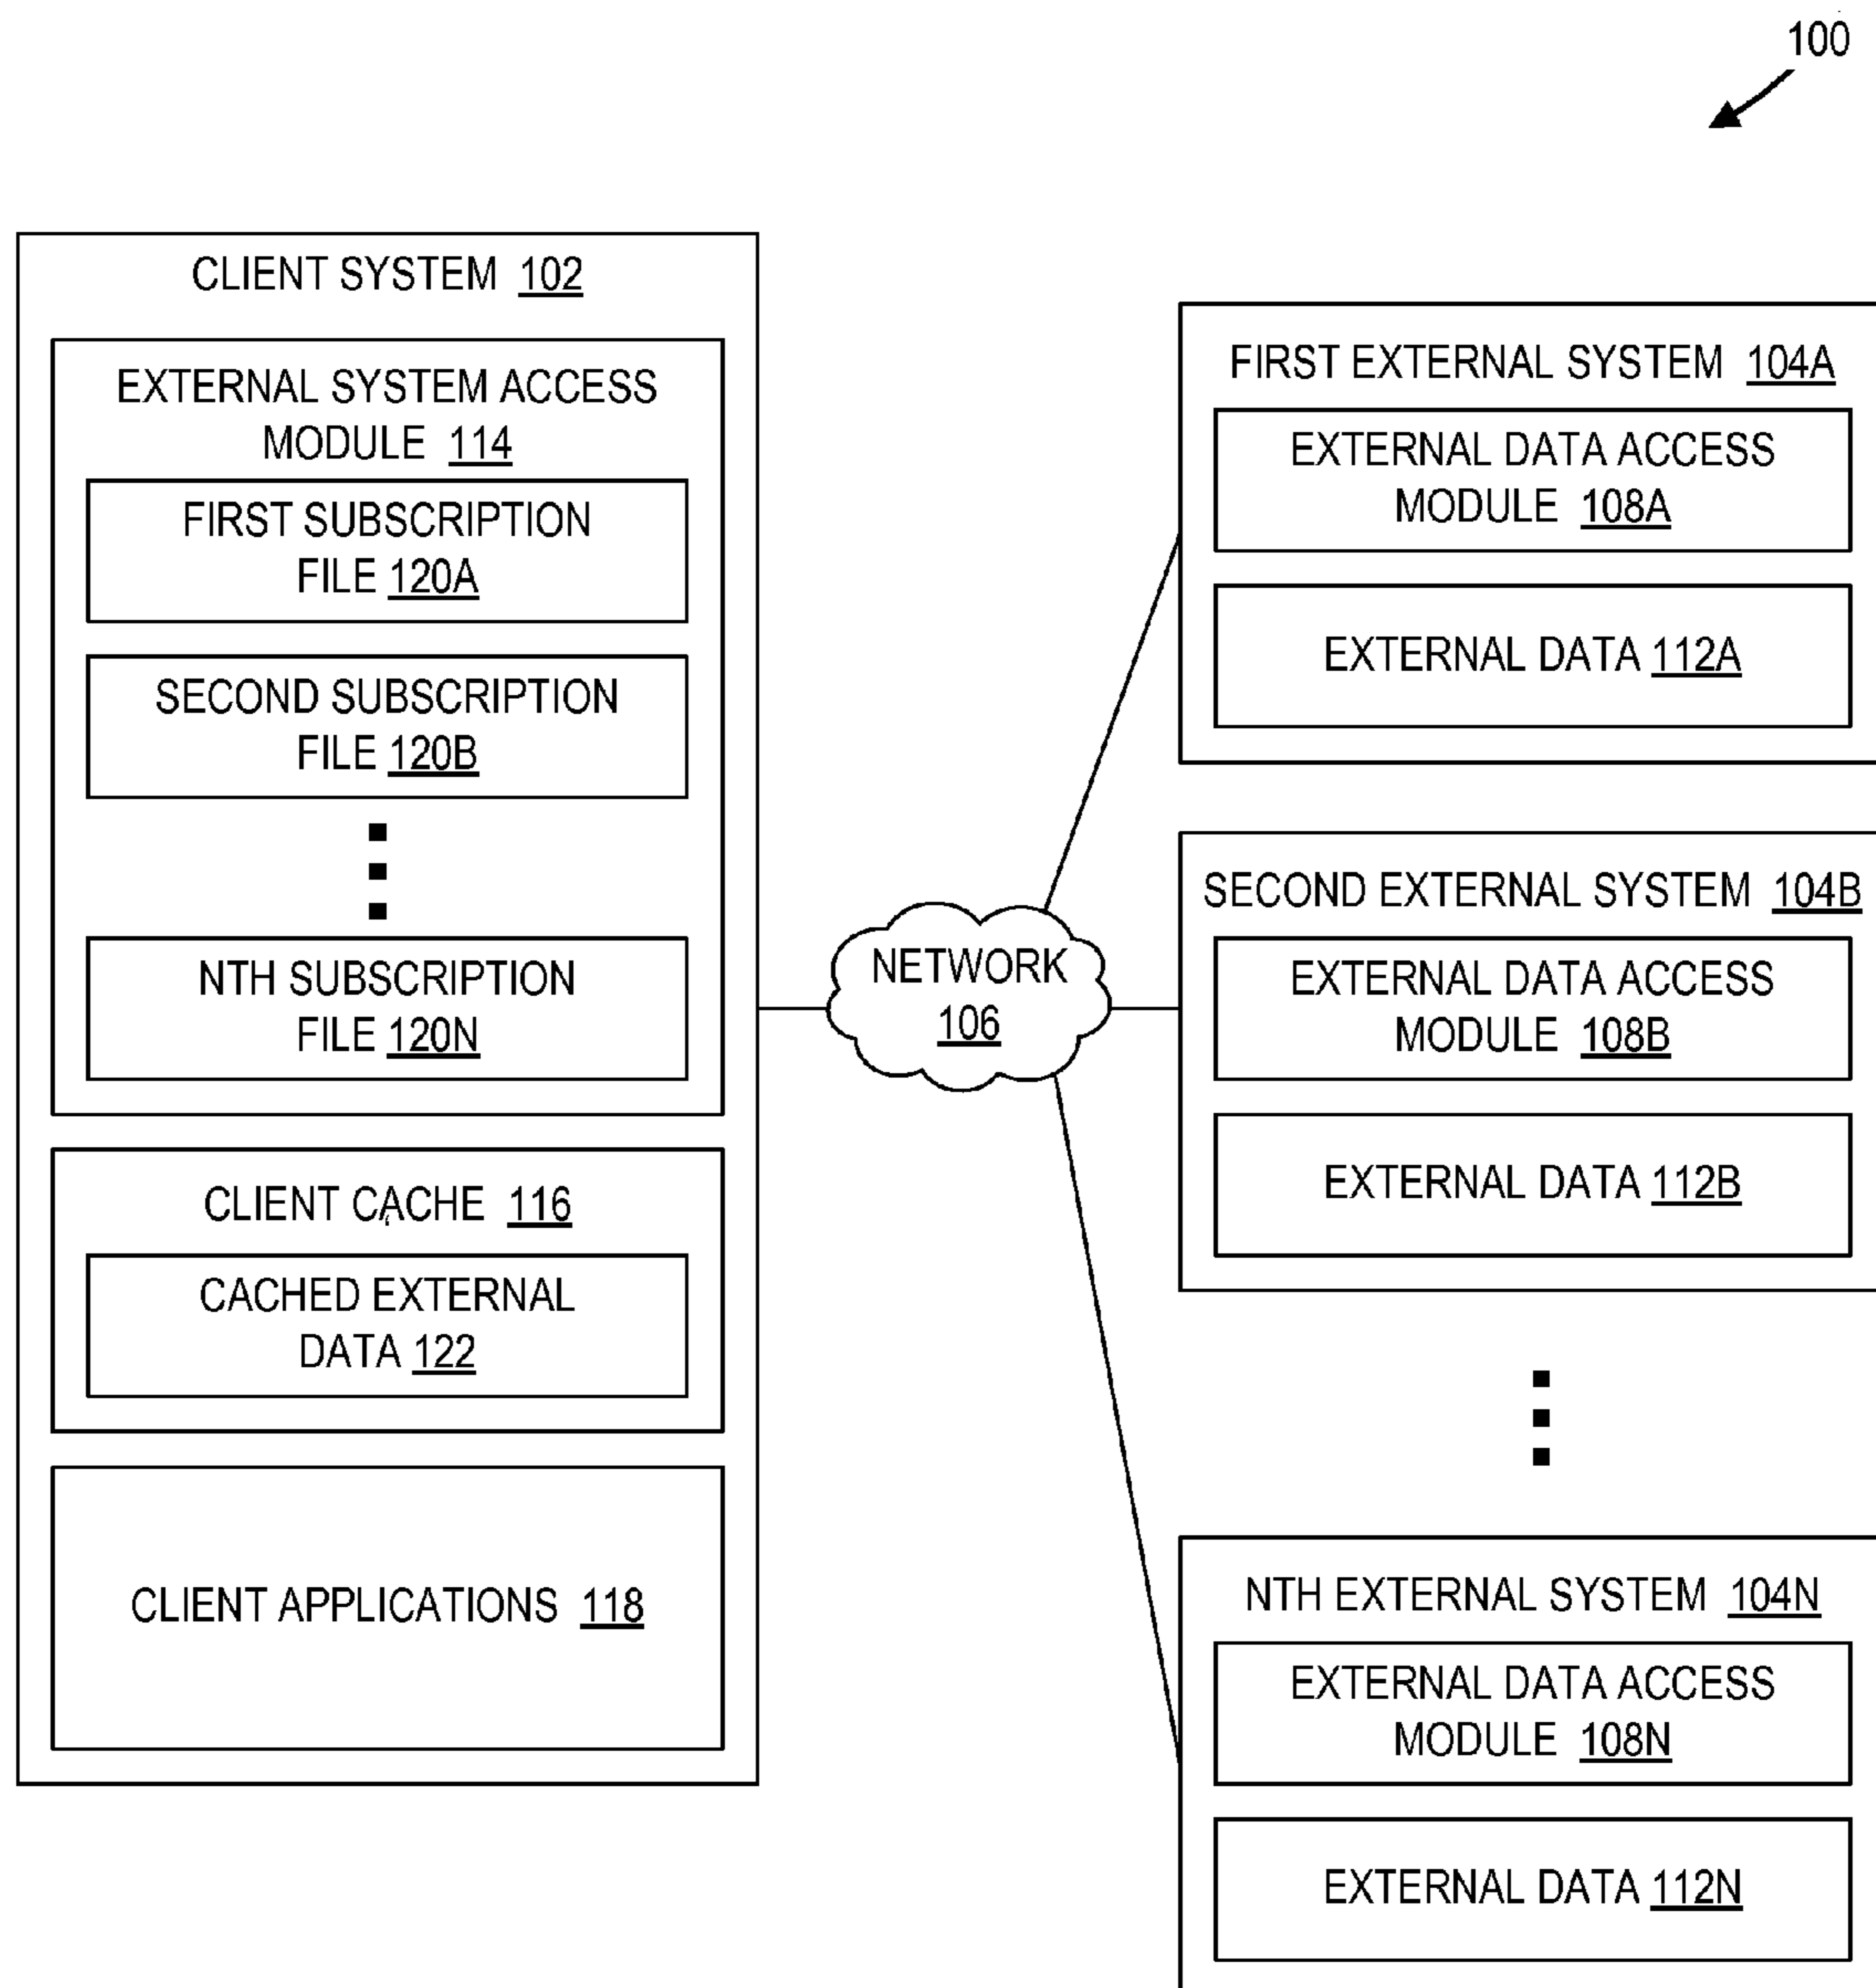 100
CLIENT SYSTEM 102
EXTERNAL SYSTEM ACCESS
MODULE 114
FIRST SUBSCRIPTION
FILE 120A
SECOND SUBSCRIPTION
FILE 120B
NTH SUBSCRIPTION
FILE 120N
CLIENT CACHE 116
CACHED EXTERNAL
DATA 122
CLIENT APPLICATIONS 118
NETWORK
106
FIRST EXTERNAL SYSTEM 104A
EXTERNAL DATA ACCESS
MODULE 108A
EXTERNAL DATA 112A
SECOND EXTERNAL SYSTEM 104B
EXTERNAL DATA ACCESS
MODULE 108B
EXTERNAL DATA 112B
NTH EXTERNAL SYSTEM 104N
EXTERNAL DATA ACCESS
MODULE 108N
EXTERNAL DATA 112N